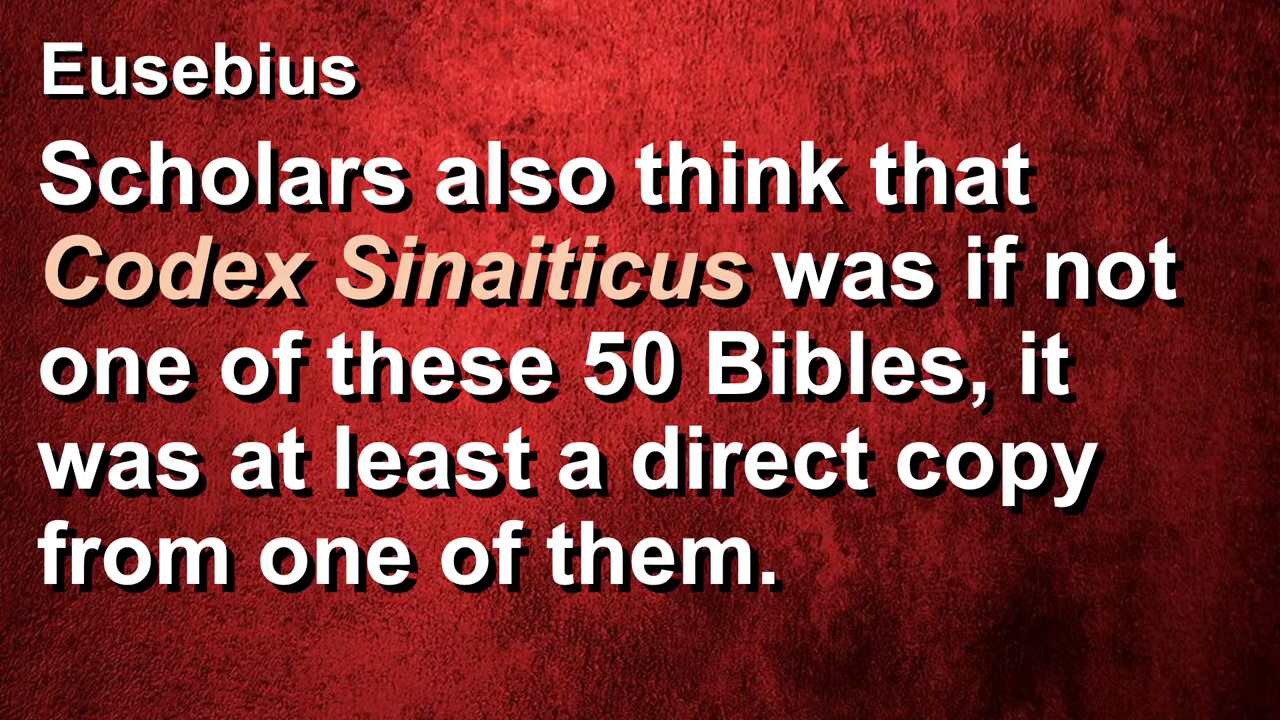 Eusebius
Scholars also think that
Codex Sinaiticus was if not
one of these 50 Bibles, it
was at least a direct copy
from one of them.